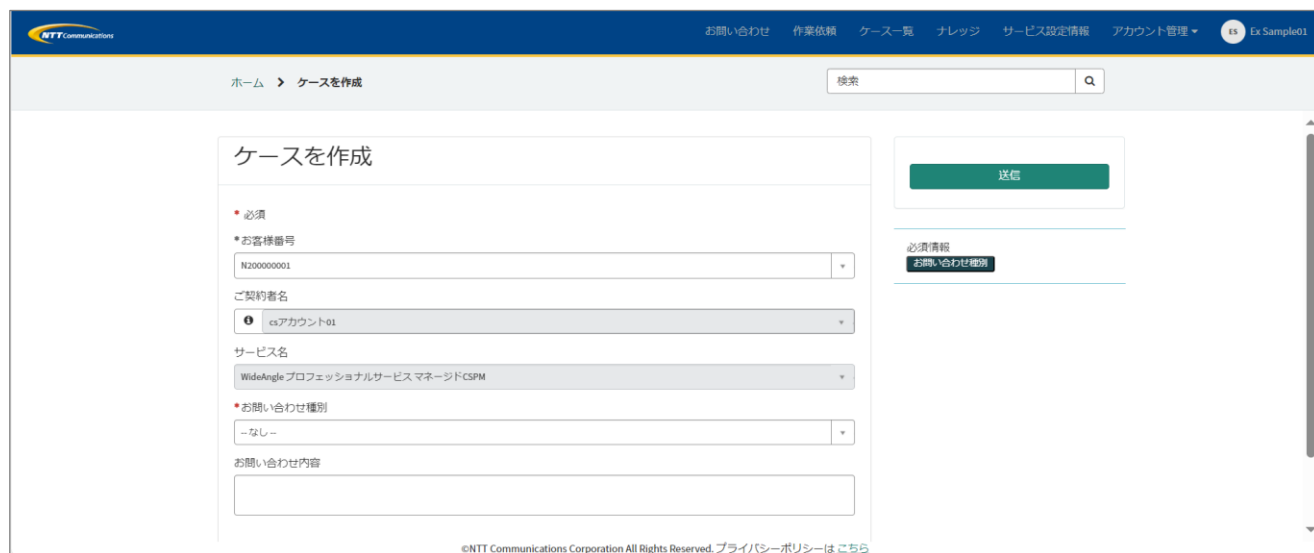 NTT Communications
お問い合わせ 作業依頼 ケース一覧 ナレッジ サービス設定情報 アカウント管理 ES Ex Sample01
ホーム > ケースを作成
検索
ケースを作成
送信
* 必須
*お客様番号
N200000001
必須情報
お問い合わせ種別
ご契約者名
csアカウント01
サービス名
WideAngle プロフェッショナルサービス マネージドCSPM
*お問い合わせ種別
-- なし --
お問い合わせ内容
©NTT Communications Corporation All Rights Reserved. プライバシーポリシーは こちら